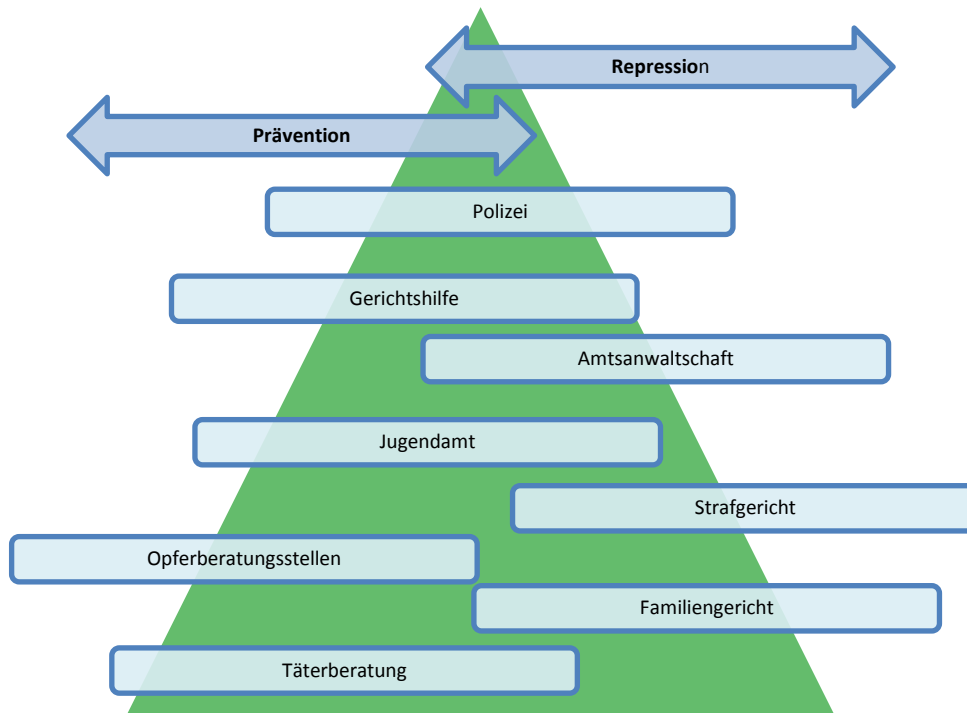 Repression
Prävention
Polizei
Gerichtshilfe
Amtsanwaltschaft
Jugendamt
Strafgericht
Opferberatungsstellen
Familiengericht
Täterberatung